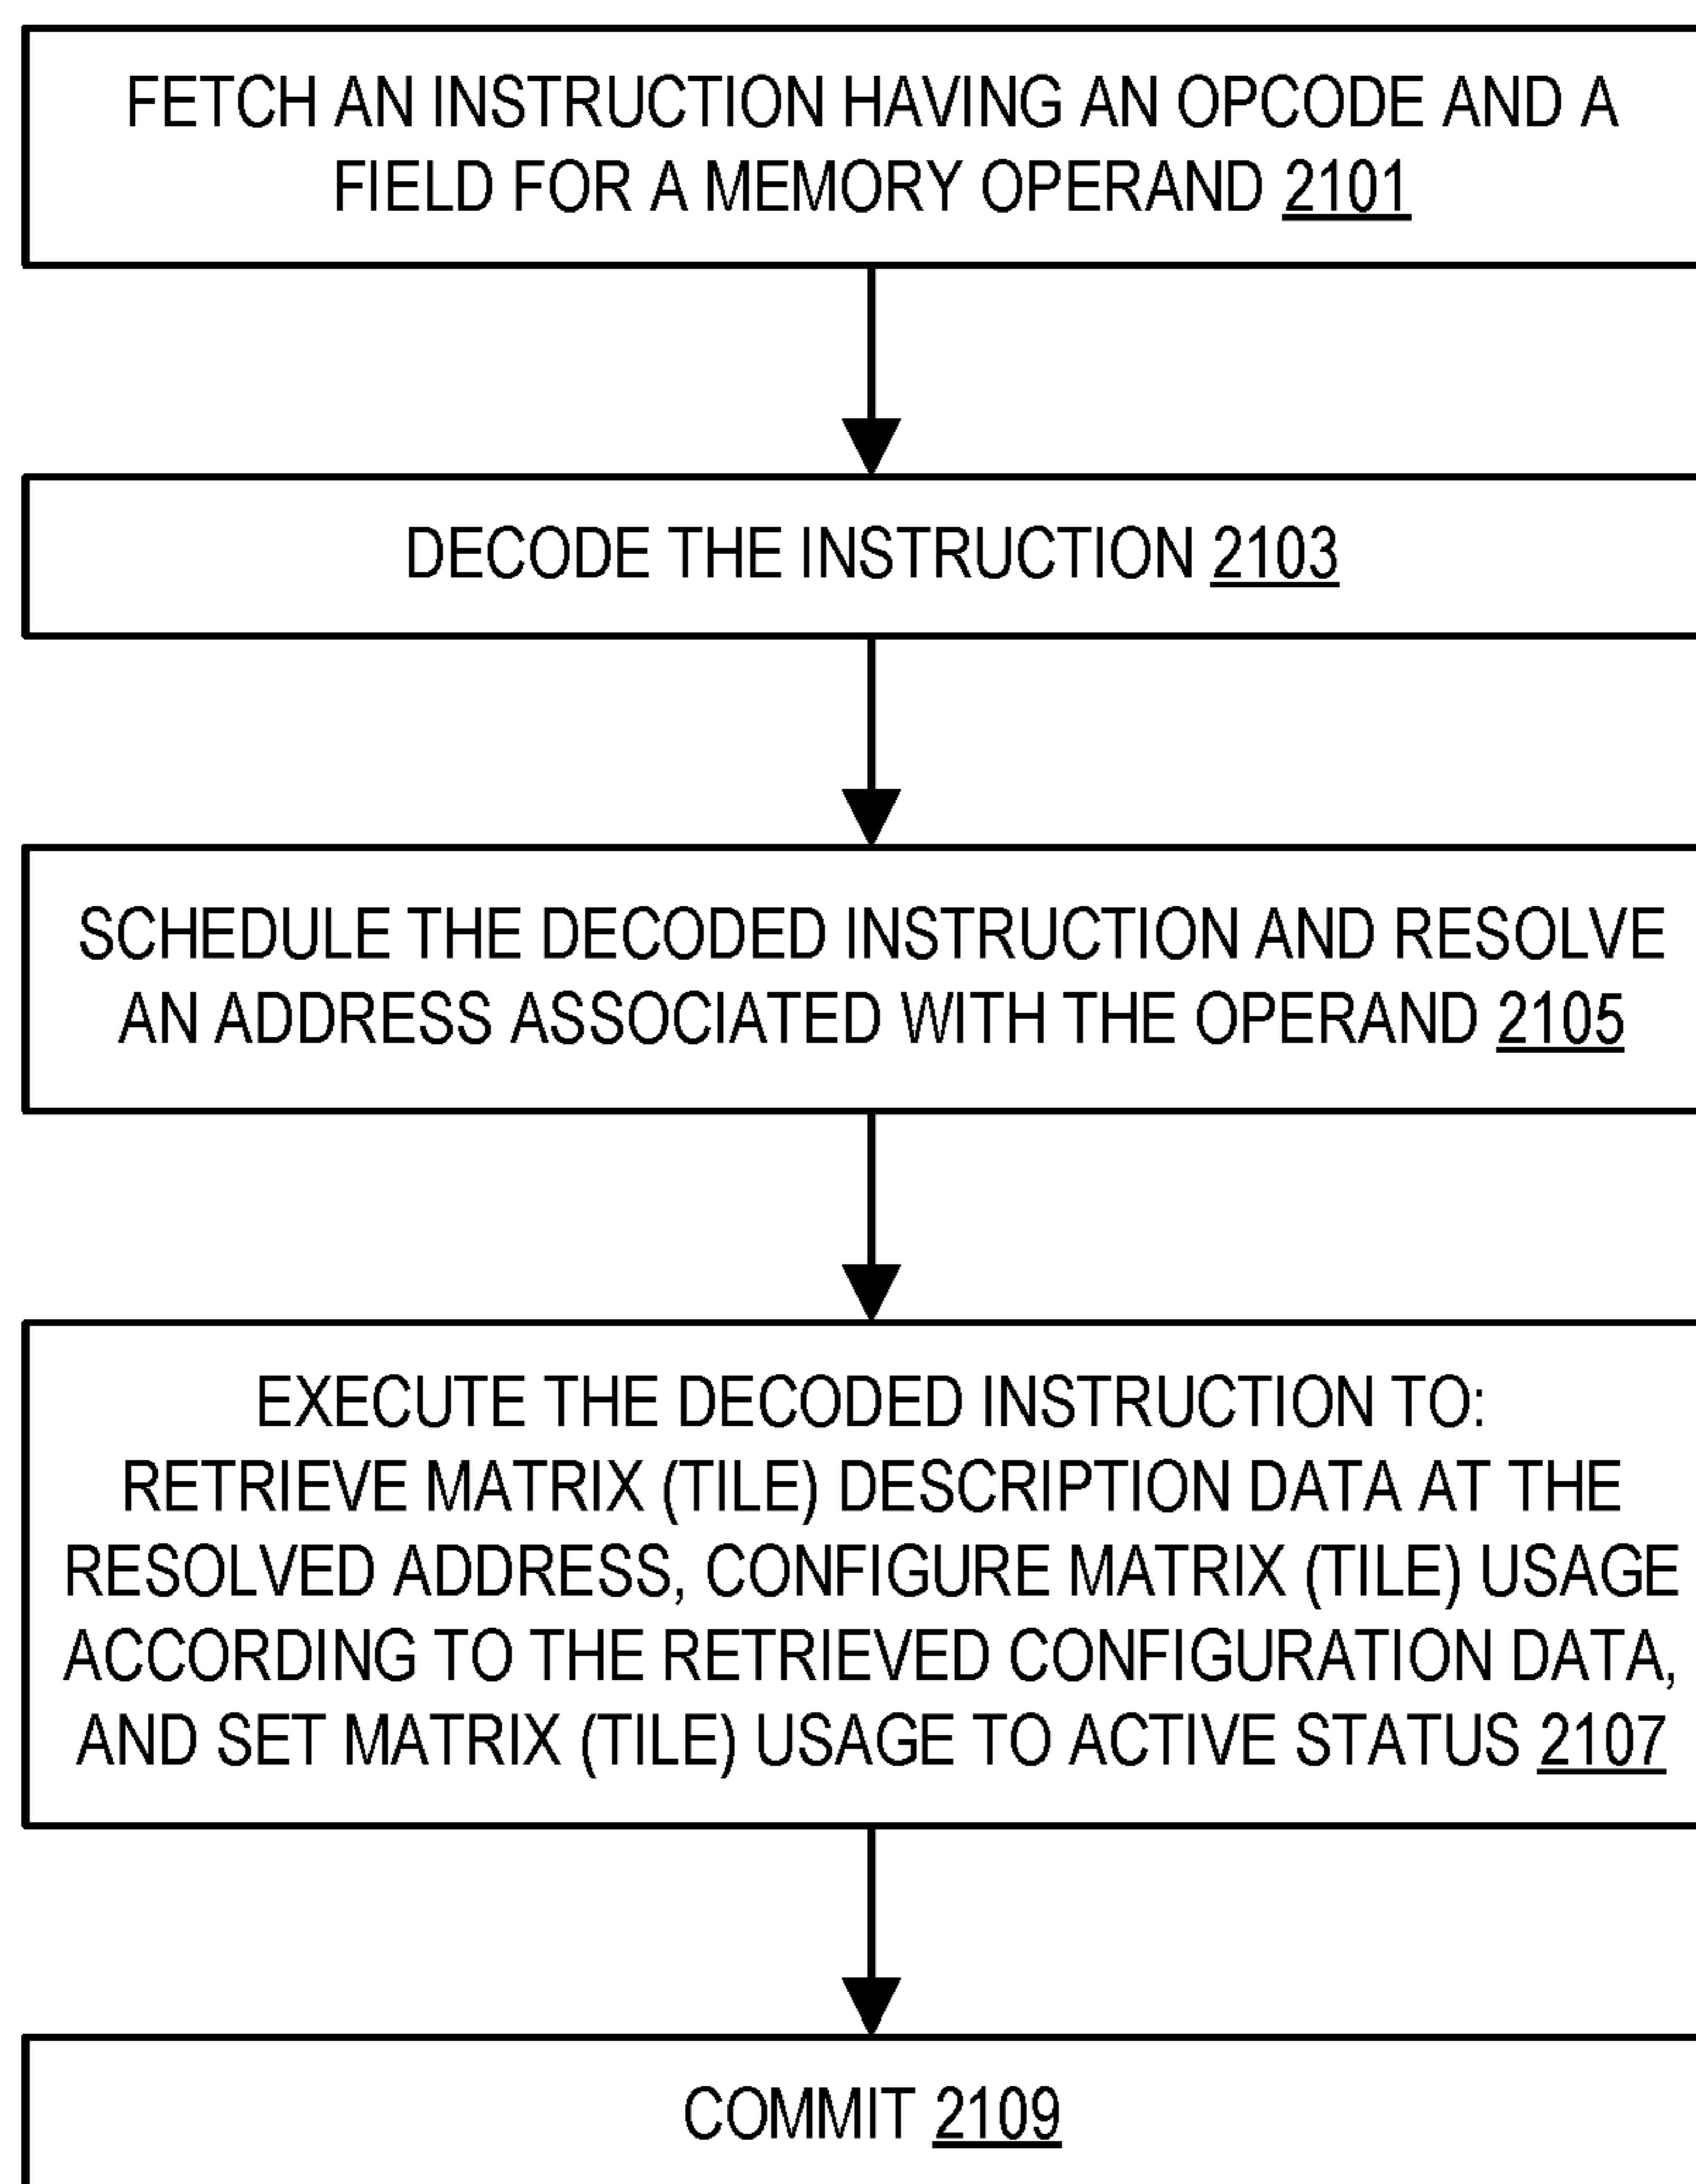 FETCH AN INSTRUCTION HAVING AN OPCODE AND A
FIELD FOR A MEMORY OPERAND 2101
DECODE THE INSTRUCTION 2103
SCHEDULE THE DECODED INSTRUCTION AND RESOLVE
AN ADDRESS ASSOCIATED WITH THE OPERAND 2105
EXECUTE THE DECODED INSTRUCTION TO:
RETRIEVE MATRIX (TILE) DESCRIPTION DATA AT THE
RESOLVED ADDRESS, CONFIGURE MATRIX (TILE) USAGE
ACCORDING TO THE RETRIEVED CONFIGURATION DATA,
AND SET MATRIX (TILE) USAGE TO ACTIVE STATUS 2107
COMMIT 2109